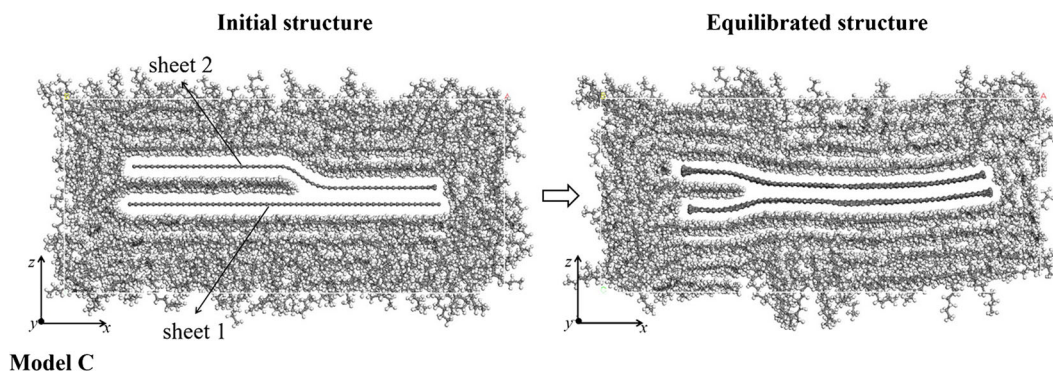 Initial structure
Equilibrated structure
sheet 2
sheet 1
z
y
x
z
y
x
Model C